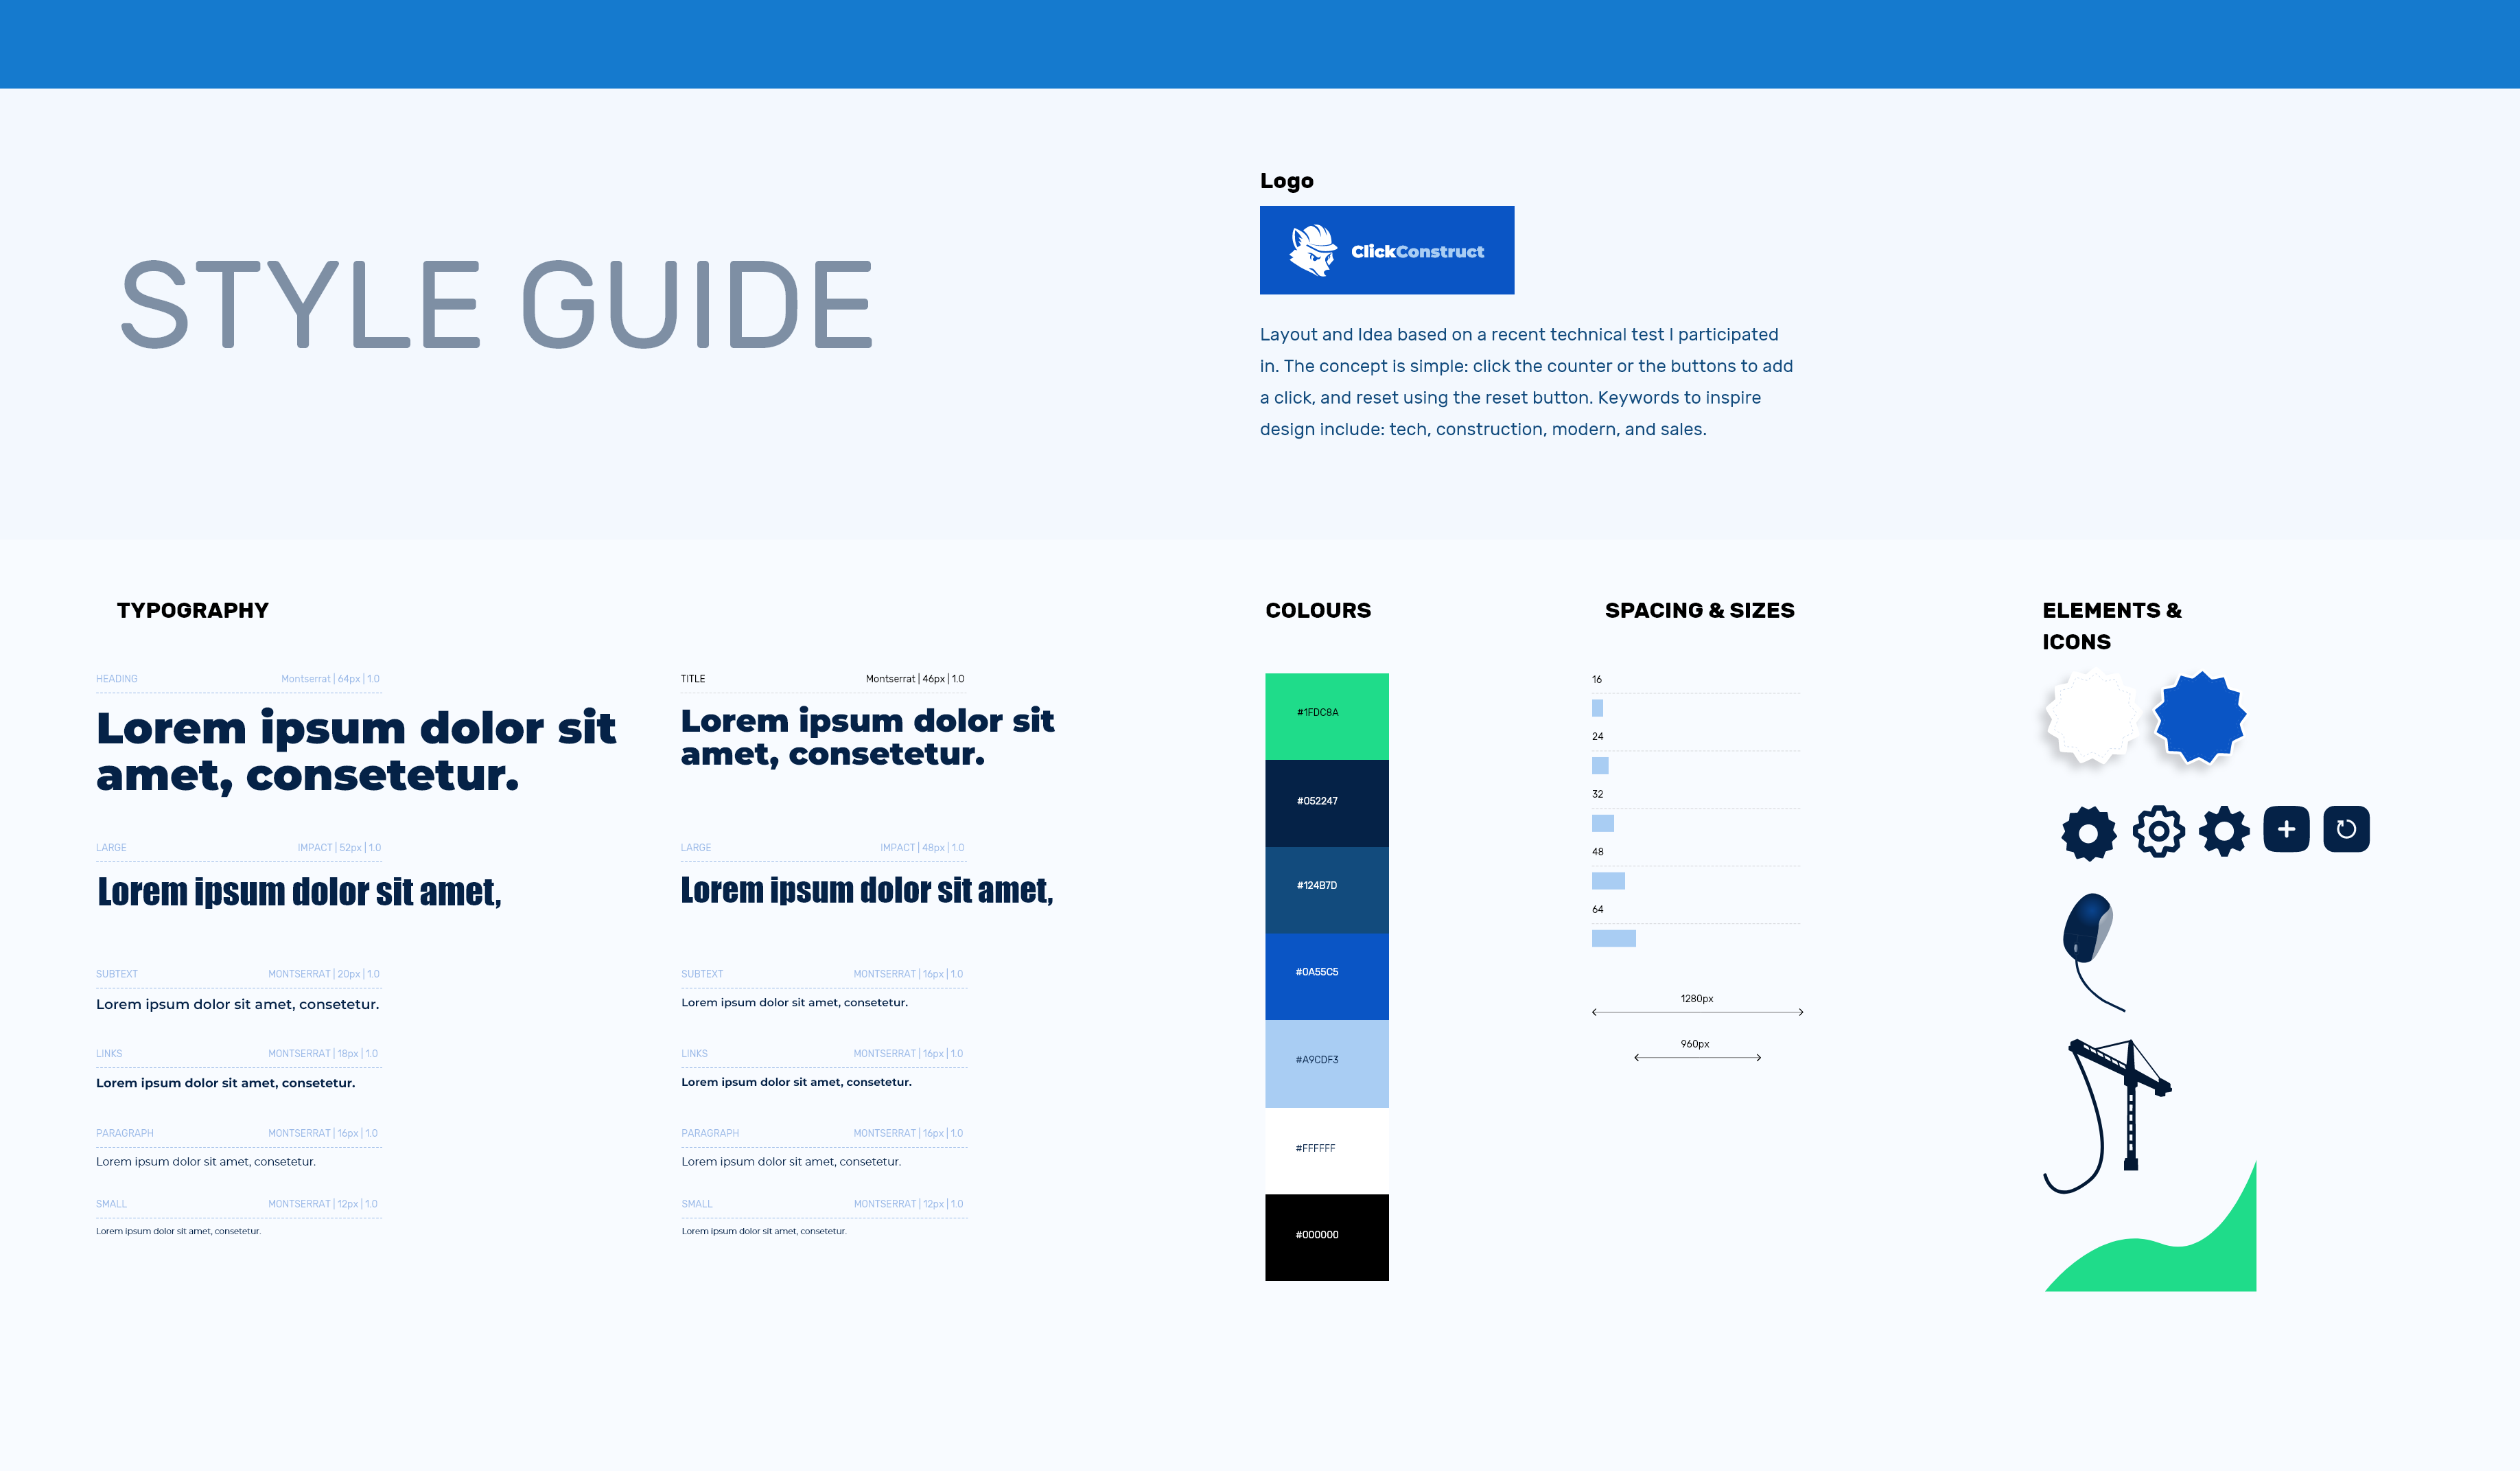 STYLE GUIDE
Logo
ClickConstruct
Layout and Idea based on a recent technical test I participated
in. The concept is simple: click the counter or the buttons to add
a click, and reset using the reset button. Keywords to inspire
design include: tech, construction, modern, and sales.
TYPOGRAPHY
HEADING Montserrat | 64px | 1.0
Lorem ipsum dolor sit
amet, consetetur.
LARGE IMPACT | 52px | 1.0
Lorem ipsum dolor sit amet,
SUBTEXT MONTSERRAT | 20px | 1.0
Lorem ipsum dolor sit amet, consetetur.
LINKS MONTSERRAT | 18px | 1.0
Lorem ipsum dolor sit amet, consetetur.
PARAGRAPH MONTSERRAT | 16px | 1.0
Lorem ipsum dolor sit amet, consetetur.
SMALL MONTSERRAT | 12px | 1.0
Lorem ipsum dolor sit amet, consetetur.
TITLE Montserrat | 46px | 1.0
Lorem ipsum dolor sit
amet, consetetur.
LARGE IMPACT | 48px | 1.0
Lorem ipsum dolor sit amet,
SUBTEXT MONTSERRAT | 16px | 1.0
Lorem ipsum dolor sit amet, consetetur.
LINKS MONTSERRAT | 16px | 1.0
Lorem ipsum dolor sit amet, consetetur.
PARAGRAPH MONTSERRAT | 16px | 1.0
Lorem ipsum dolor sit amet, consetetur.
SMALL MONTSERRAT | 12px | 1.0
Lorem ipsum dolor sit amet, consetetur.
COLOURS
#1FDC8A
#052247
#124B7D
#0A55C5
#A9CDF3
#FFFFFF
#000000
SPACING & SIZES
16
24
32
48
64
1280px
960px
ELEMENTS &
ICONS